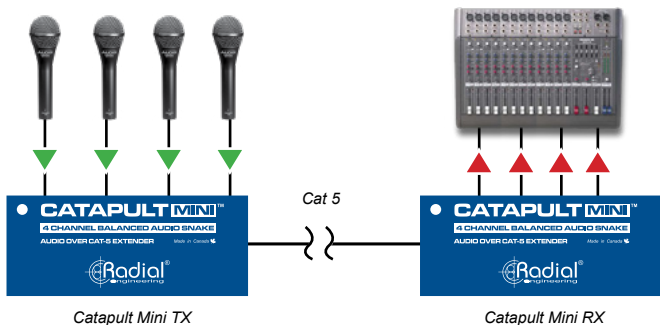 Cat 5
CATAPULT MINI™
4 CHANNEL BALANCED AUDIO SNAKE
AUDIO OVER CAT-5 EXTENDER Made in Canada
Radial®
engineering
CATAPULT MINI™
4 CHANNEL BALANCED AUDIO SNAKE
AUDIO OVER CAT-5 EXTENDER Made in Canada
Radial®
engineering
Catapult Mini TX
Catapult Mini RX